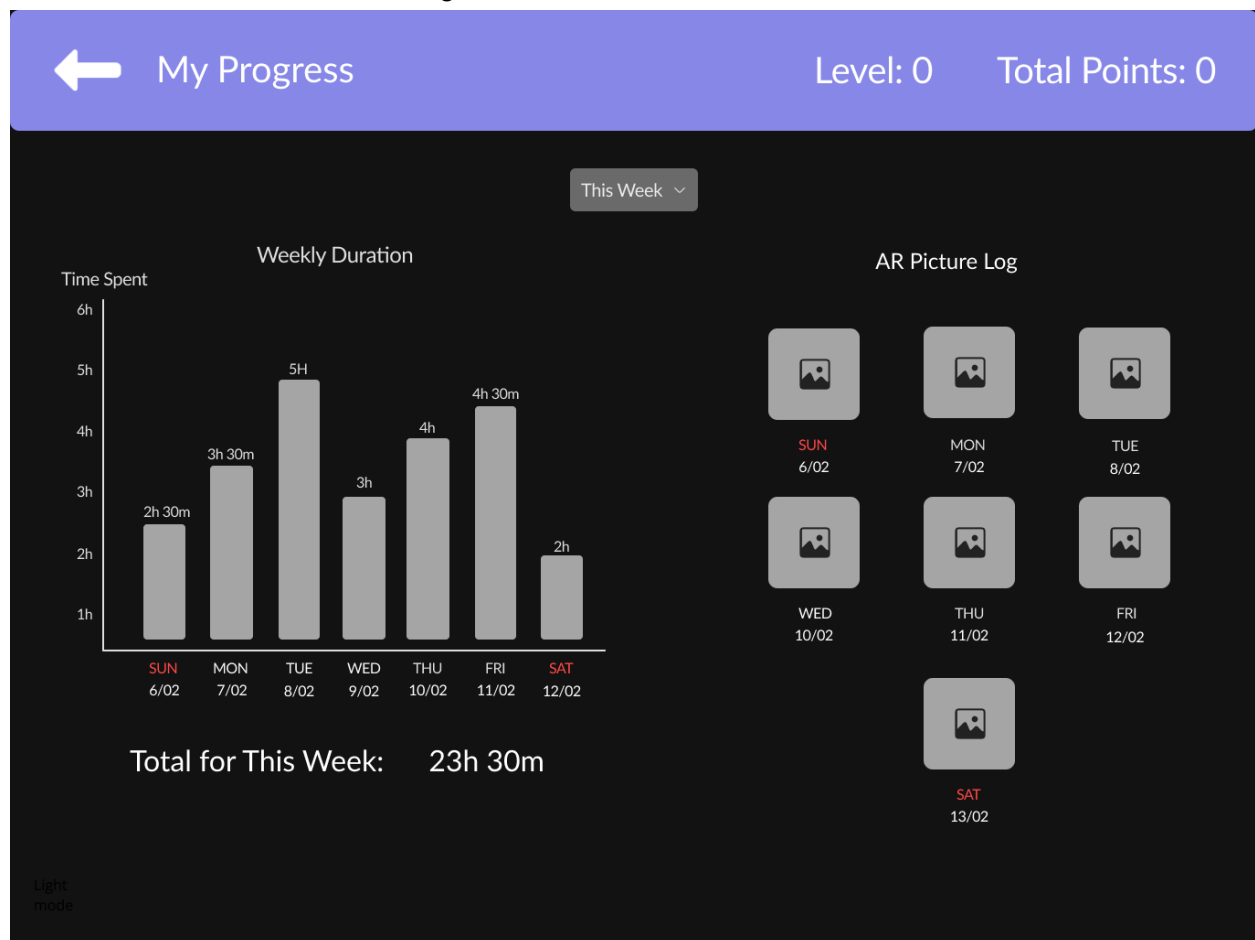 My Progress
Level: 0
Total Points: 0
This Week
Weekly Duration
Time Spent
6h
5h
4h
3h
2h
1h
2h 30m
3h 30m
5H
3h
4h
4h 30m
2h
SUN MON TUE WED THU FRI SAT
6/02 7/02 8/02 9/02 10/02 11/02 12/02
Total for This Week: 23h 30m
AR Picture Log
SUN MON TUE
6/02 7/02 8/02
WED THU FRI
10/02 11/02 12/02
SAT
13/02
Light
mode